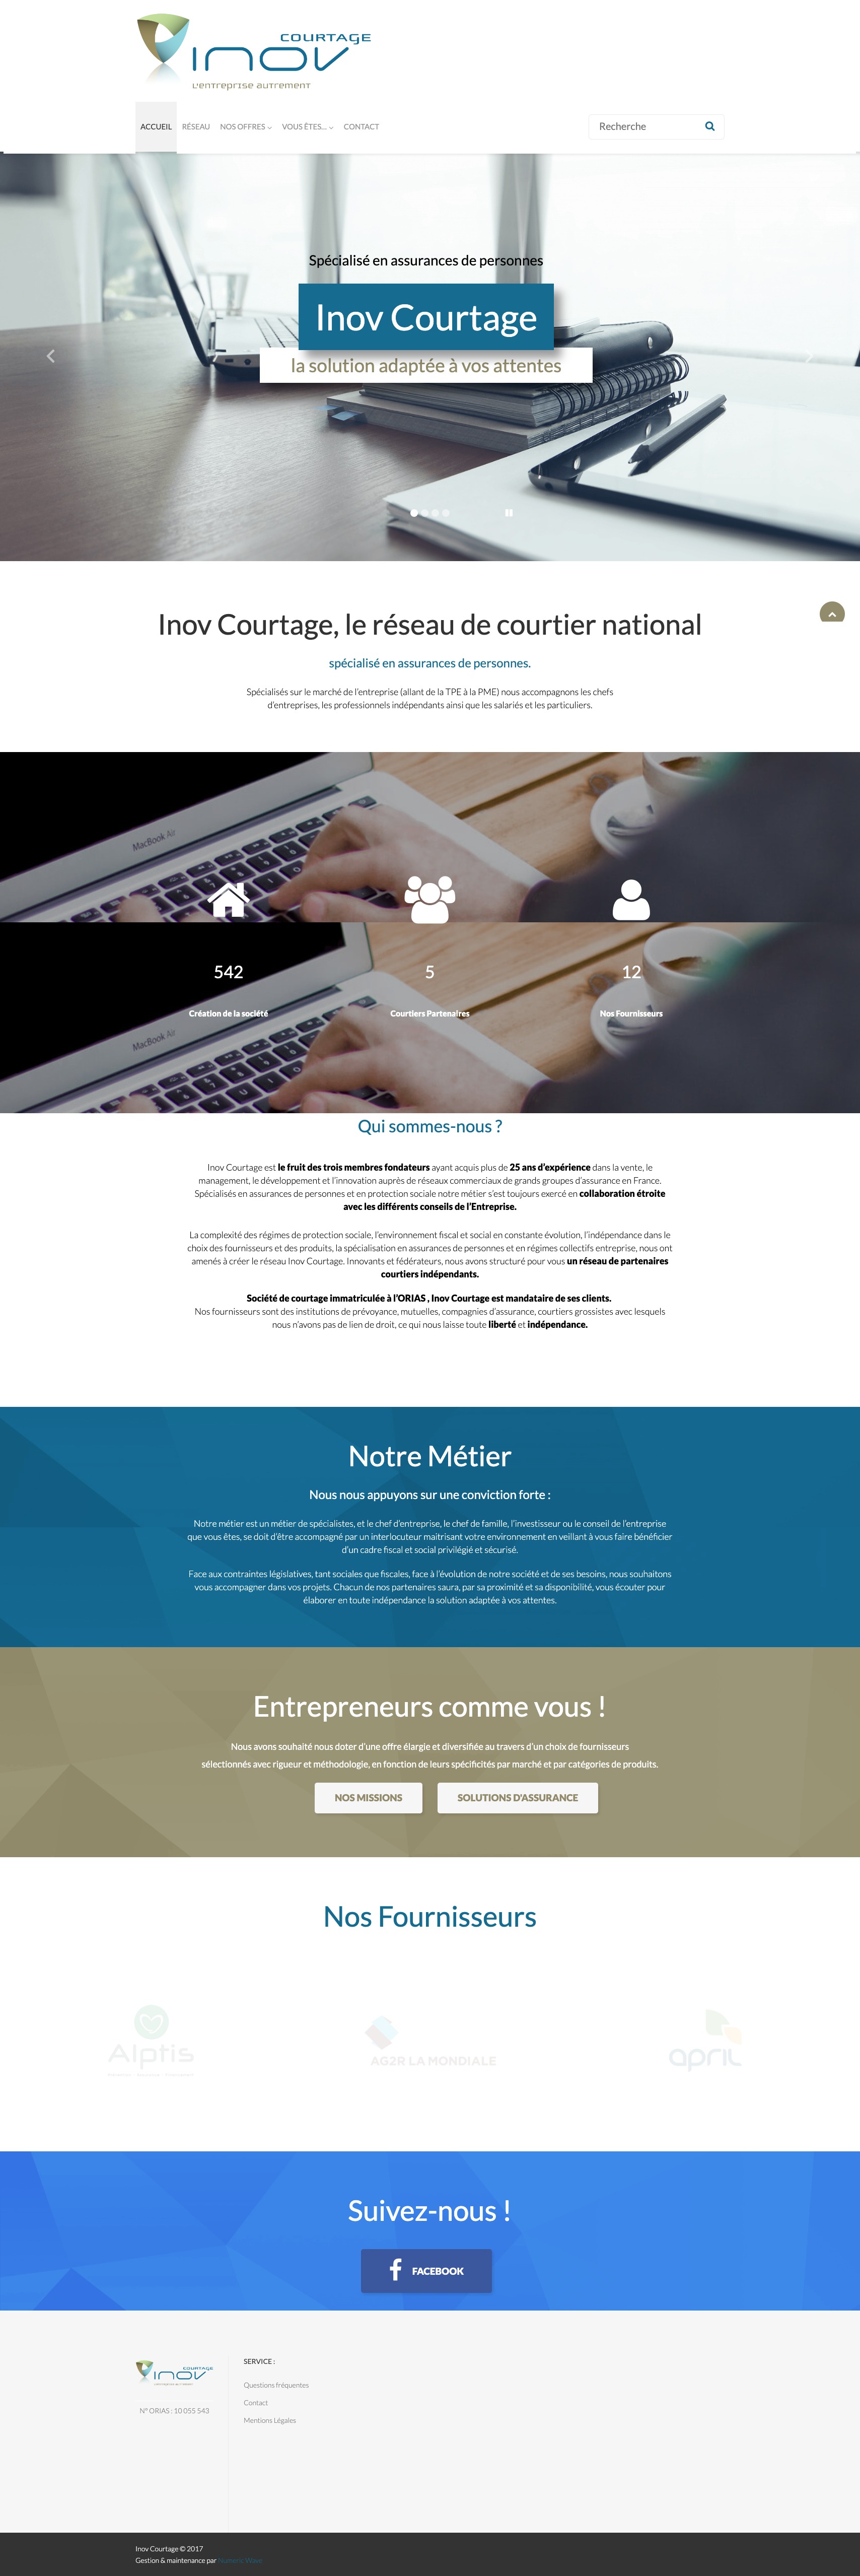 COURTAGE
inov
L'entreprise autrement
ACCUEIL RÉSEAU NOS OFFRES VOUS ÊTES... CONTACT
Recherche
Spécialisé en assurances de personnes
Inov Courtage
la solution adaptée à vos attentes
Inov Courtage, le réseau de courtier national
spécialisé en assurances de personnes.
Spécialisés sur le marché de l'entreprise (allant de la TPE à la PME) nous accompagnons les chefs
d'entreprises, les professionnels indépendants ainsi que les salariés et les particuliers.
MacBook Air
542 5 12
Création de la société Courtiers Partenaires Nos Fournisseurs
MacBook Air
Qui sommes-nous ?
Inov Courtage est le fruit des trois membres fondateurs ayant acquis plus de 25 ans d'expérience dans la vente, le
management, le développement et l'innovation auprès de réseaux commerciaux de grands groupes d'assurance en France.
Spécialisés en assurances de personnes et en protection sociale notre métier s'est toujours exercé en collaboration étroite
avec les différents conseils de l'Entreprise.
La complexité des régimes de protection sociale, l'environnement fiscal et social en constante évolution, l'indépendance dans le
choix des fournisseurs et des produits, la spécialisation en assurances de personnes et en régimes collectifs entreprise, nous ont
amenés à créer le réseau Inov Courtage. Innovants et fédérateurs, nous avons structuré pour vous un réseau de partenaires
courtiers indépendants.
Société de courtage immatriculée à l'ORIAS , Inov Courtage est mandataire de ses clients.
Nos fournisseurs sont des institutions de prévoyance, mutuelles, compagnies d'assurance, courtiers grossistes avec lesquels
nous n'avons pas de lien de droit, ce qui nous laisse toute liberté et indépendance.
Notre Métier
Nous nous appuyons sur une conviction forte :
Notre métier est un métier de spécialistes, et le chef d'entreprise, le chef de famille, l'investisseur ou le conseil de l'entreprise
que vous êtes, se doit d'être accompagné par un interlocuteur maitrisant votre environnement en veillant à vous faire bénéficier
d'un cadre fiscal et social privilégié et sécurisé.
Face aux contraintes législatives, tant sociales que fiscales, face à l'évolution de notre société et de ses besoins, nous souhaitons
vous accompagner dans vos projets. Chacun de nos partenaires saura, par sa proximité et sa disponibilité, vous écouter pour
élaborer en toute indépendance la solution adaptée à vos attentes.
Entrepreneurs comme vous !
Nous avons souhaité nous doter d'une offre élargie et diversifiée au travers d'un choix de fournisseurs
sélectionnés avec rigueur et méthodologie, en fonction de leurs spécificités par marché et par catégories de produits.
NOS MISSIONS SOLUTIONS D'ASSURANCE
Nos Fournisseurs
Alptis
AG2R LA MONDIALE
april
Suivez-nous !
FACEBOOK
COURTAGE
inov
SERVICE :
Questions fréquentes
Contact
Mentions Légales
N° ORIAS : 10 055 543
Inov Courtage © 2017
Gestion & maintenance par